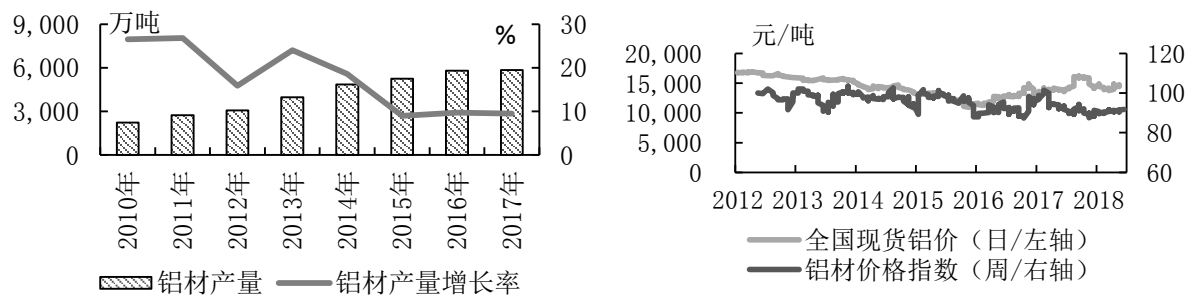 万吨
%
9,000
6,000
3,000
0
30
20
10
0
2010年
2011年
2012年
2013年
2014年
2015年
2016年
2017年
铝材产量
铝材产量增长率
元/吨
20,000
15,000
10,000
5,000
0
120
100
80
60
2012 2013 2014 2015 2016 2017 2018
全国现货铝价（日/左轴）
铝材价格指数（周/右轴）